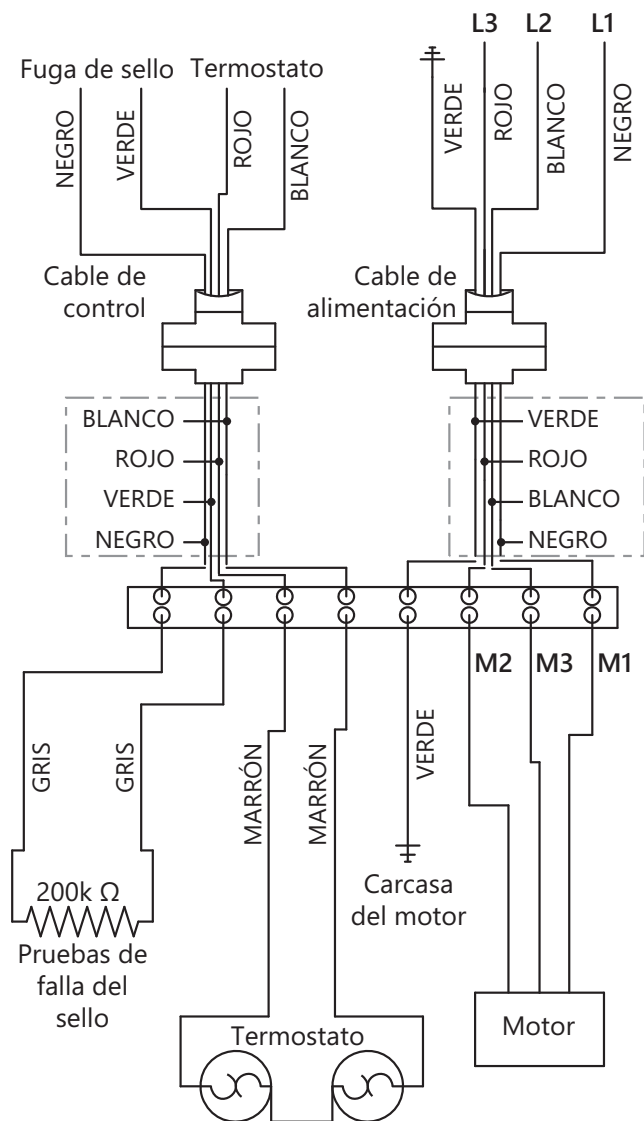 L3
L2
L1
Fuga de sello
Termostato
NEGRO
VERDE
ROJO
BLANCO
VERDE
ROJO
BLANCO
NEGRO
Cable de
control
Cable de
alimentación
BLANCO
ROJO
VERDE
NEGRO
VERDE
ROJO
BLANCO
NEGRO
M2
M3
M1
GRIS
GRIS
MARRÓN
MARRÓN
VERDE
200k Ω
Pruebas de
falla del
sello
Carcasa
del motor
Termostato
Motor